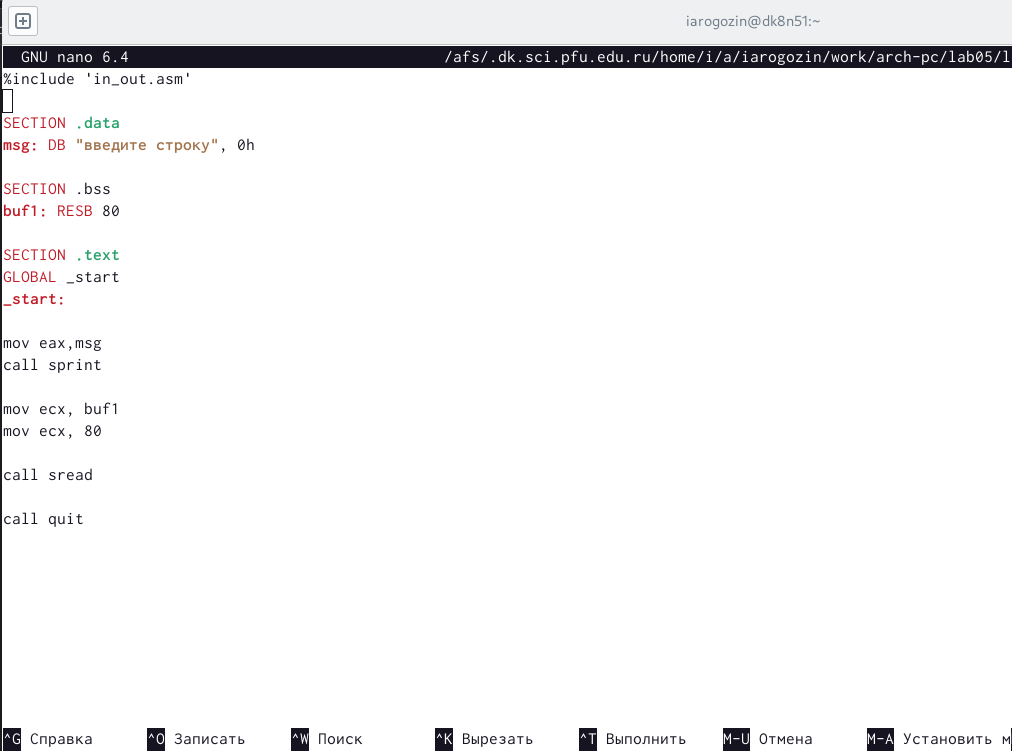 iarogozin@dk8n51:~
GNU nano 6.4 /afs/.dk.sci.pfu.edu.ru/home/i/a/iarogozin/work/arch-pc/lab05/l
%include 'in_out.asm'
SECTION .data
msg: DB "введите строку", 0h
SECTION .bss
buf1: RESB 80
SECTION .text
GLOBAL _start
_start:
mov eax,msg
call sprint
mov ecx, buf1
mov ecx, 80
call sread
call quit
^G Справка ^O Записать ^W Поиск ^K Вырезать ^T Выполнить M-U Отмена M-A Установить м